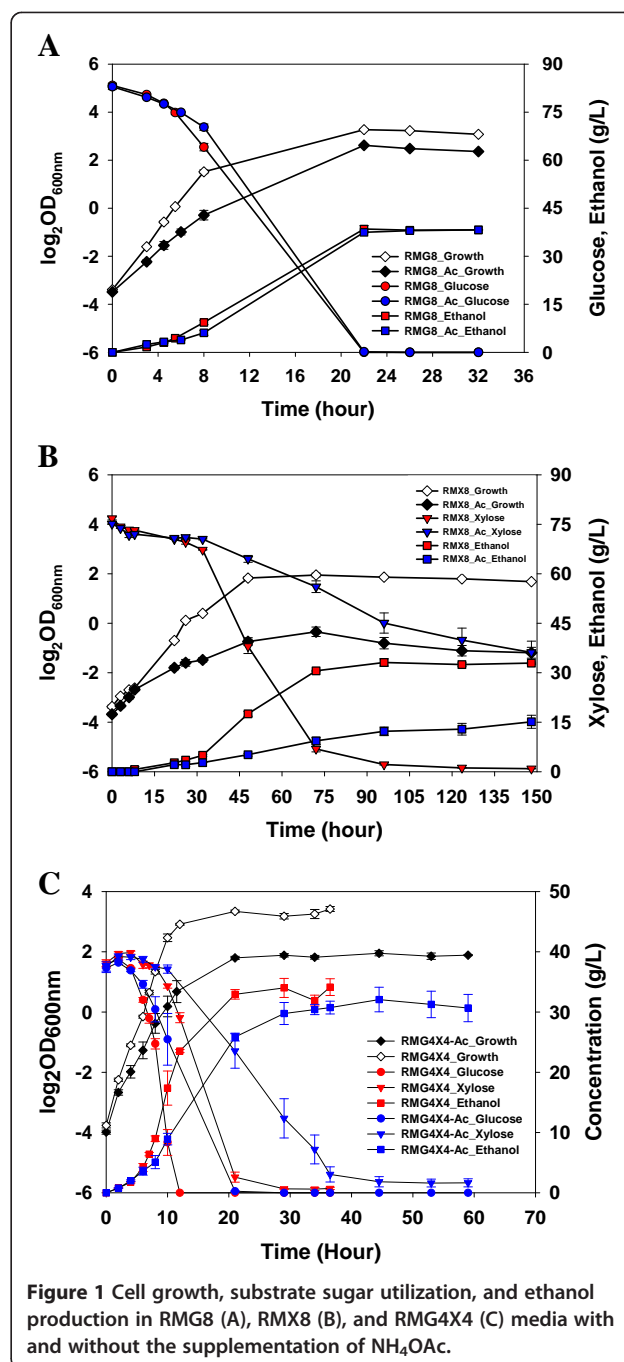 A
log₂OD₆₀₀ₙₘ
6
4
2
0
-2
-4
-6
90
75
60
45
30
15
0
Glucose, Ethanol (g/L)
RMG8_Growth
RMG8_Ac_Growth
RMG8_Glucose
RMG8_Ac_Glucose
RMG8_Ethanol
RMG8_Ac_Ethanol
0 4 8 12 16 20 24 28 32 36
Time (hour)
B
log₂OD₆₀₀ₙₘ
6
4
2
0
-2
-4
-6
90
75
60
45
30
15
0
Xylose, Ethanol (g/L)
RMX8_Growth
RMX8_Ac_Growth
RMX8_Xylose
RMX8_Ac_Xylose
RMX8_Ethanol
RMX8_Ac_Ethanol
0 15 30 45 60 75 90 105 120 135 150
Time (hour)
C
log₂OD600nm
4
2
0
-2
-4
-6
50
40
30
20
10
0
Concentration (g/L)
RMG4X4-Ac_Growth
RMG4X4_Growth
RMG4X4_Glucose
RMG4X4_Xylose
RMG4X4_Ethanol
RMG4X4-Ac_Glucose
RMG4X4-Ac_Xylose
RMG4X4-Ac_Ethanol
0 10 20 30 40 50 60 70
Time (Hour)
Figure 1 Cell growth, substrate sugar utilization, and ethanol
production in RMG8 (A), RMX8 (B), and RMG4X4 (C) media with
and without the supplementation of NH₄OAc.